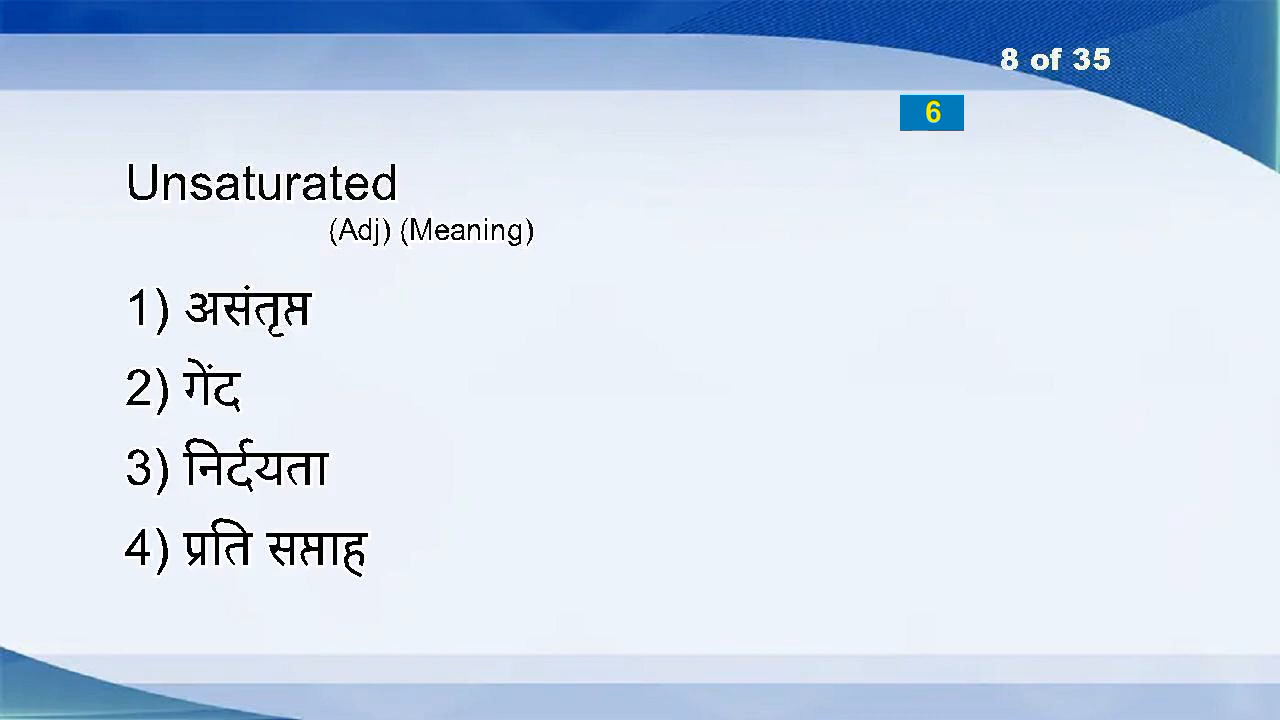 8 of 35
6
Unsaturated
(Adj) (Meaning)
1) असंतृप्त
2) गेंद
3) निर्दयता
4) प्रति सप्ताह